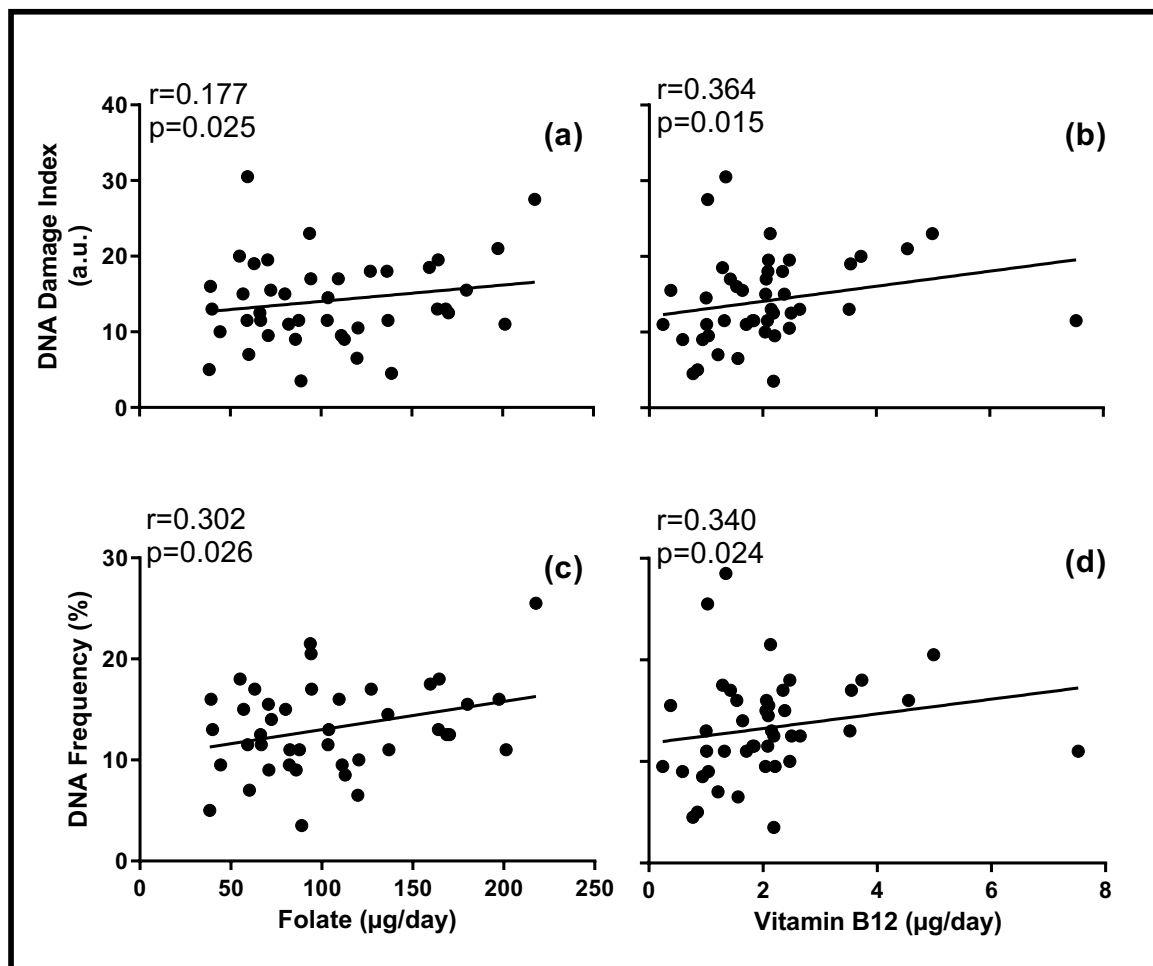 r=0.177
p=0.025
(a)
40
30
20
10
0
DNA Damage Index
(a.u.)
r=0.364
p=0.015
(b)
r=0.302
p=0.026
(c)
30
20
10
0
DNA Frequency (%)
0 50 100 150 200 250
Folate (µg/day)
r=0.340
p=0.024
(d)
0 2 4 6 8
Vitamin B12 (µg/day)